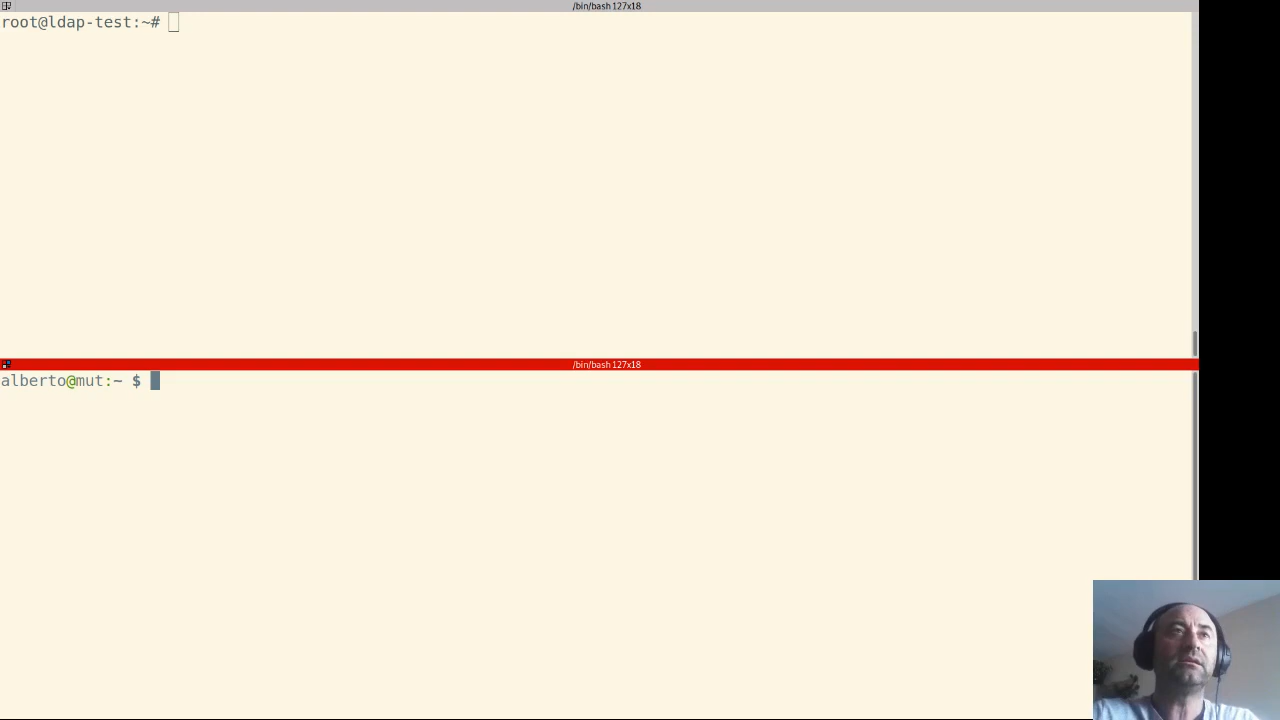 /bin/bash 127x18
root@ldap-test:~#
/bin/bash 127x18
alberto@mut:~ $